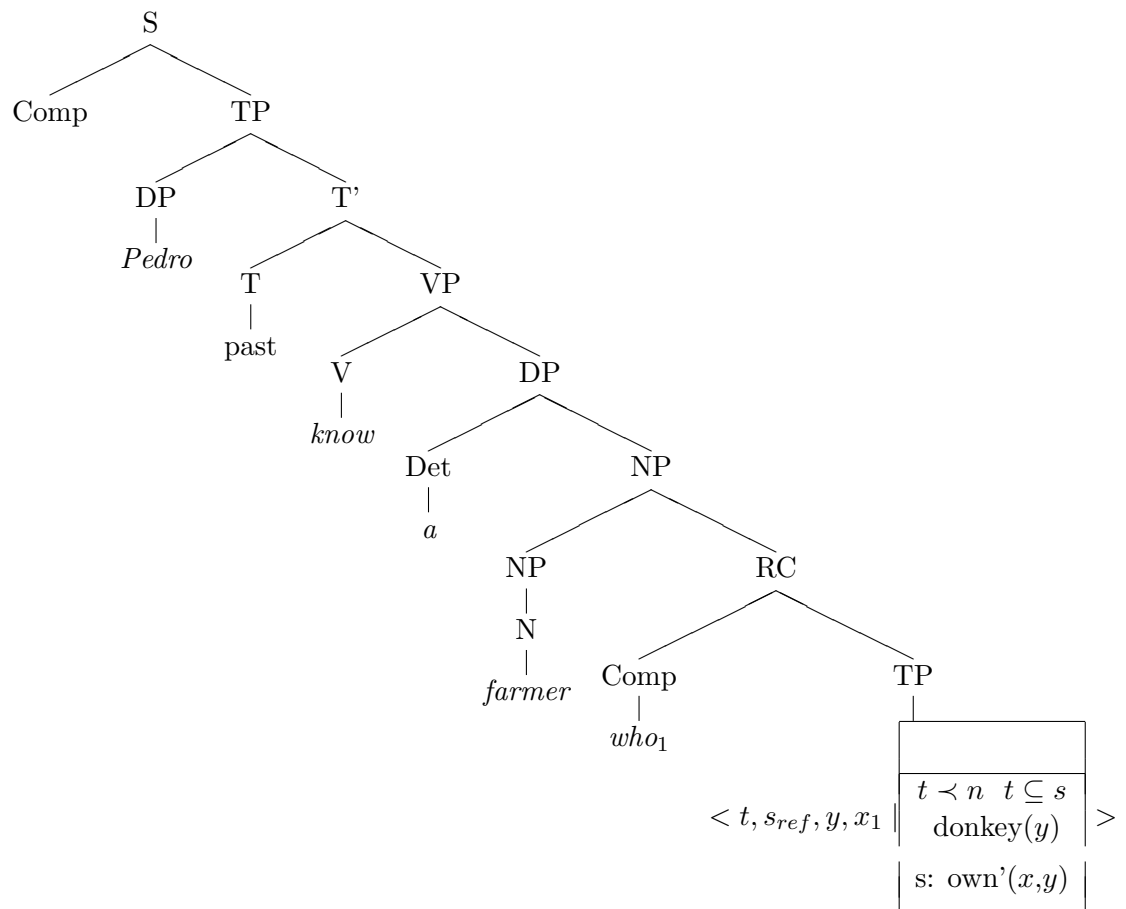 S
Comp TP
DP T’
Pedro
T VP
past
V DP
know
Det NP
a
NP RC
N
farmer
Comp TP
who₁
t ≺ n t ⊆ s
< t, s_ref, y, x₁ | donkey(y) >
s: own’(x,y)